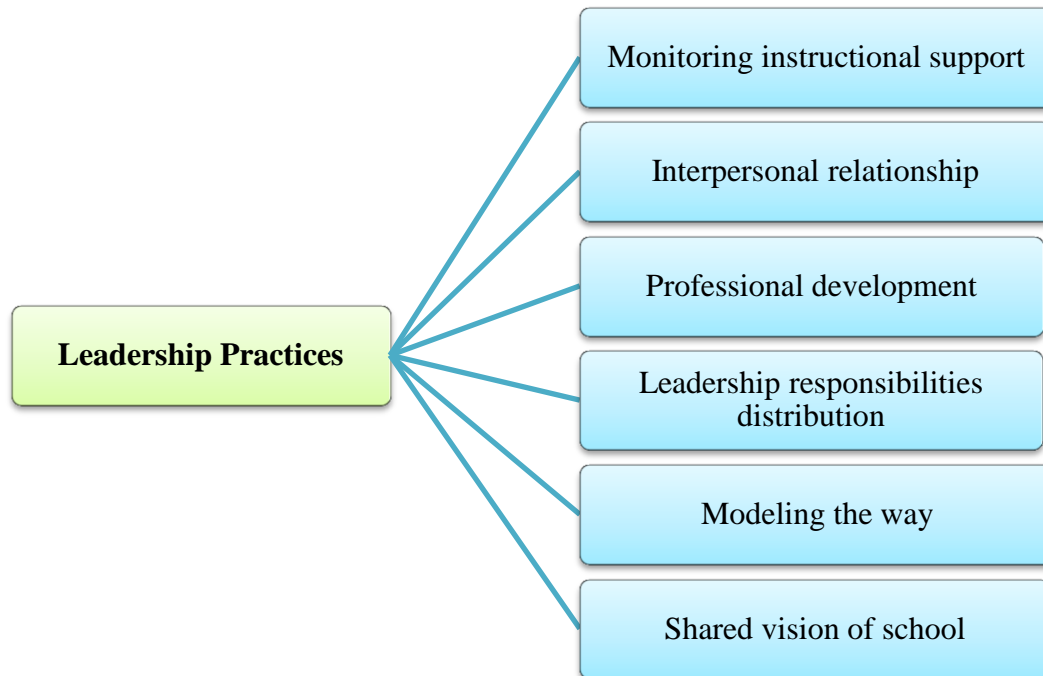 Monitoring instructional support
Interpersonal relationship
Professional development
Leadership Practices
Leadership responsibilities
distribution
Modeling the way
Shared vision of school